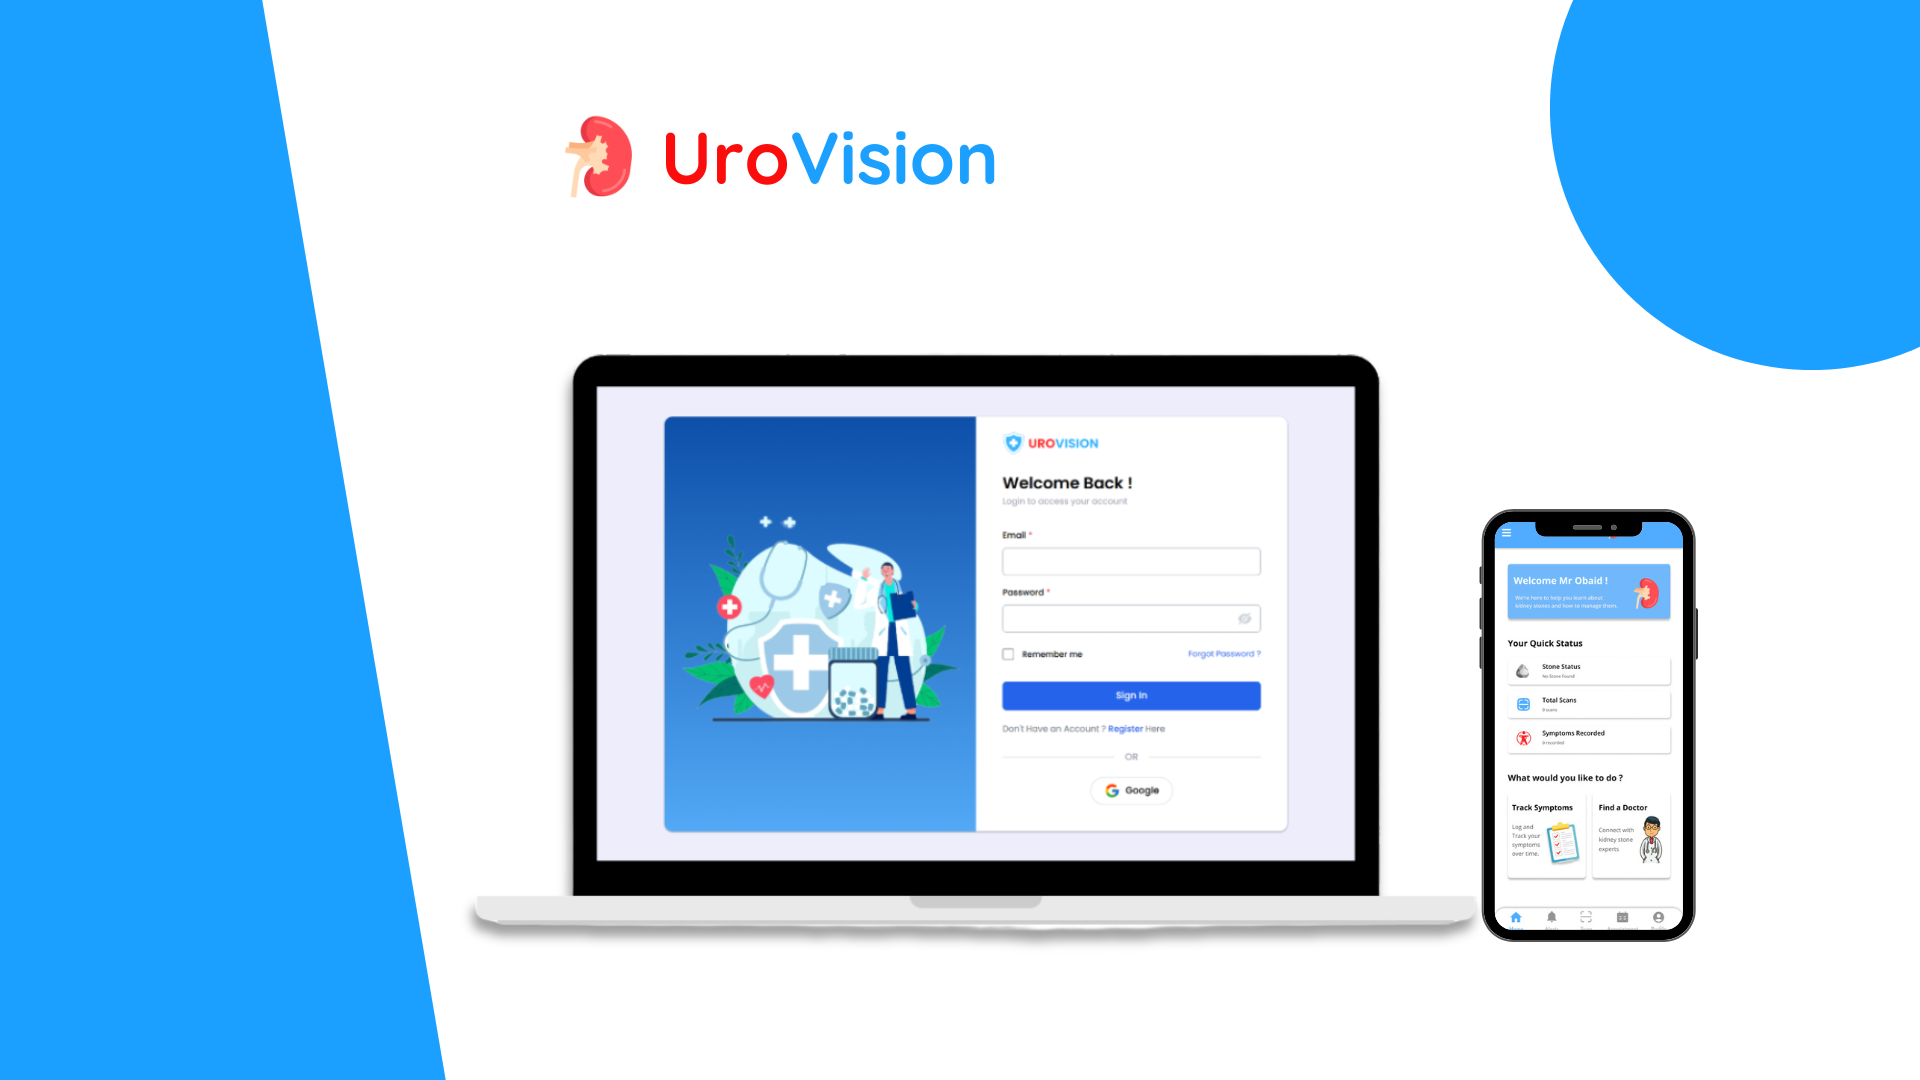 UroVision
UROVISION
Welcome Back !
Login to access your account
Email *
Password *
Remember me
Forgot Password ?
Sign In
Don't Have an Account ? Register Here
OR
Google
Welcome Mr Obaid !
We're here to help you learn about
kidney stones and how to manage them.
Your Quick Status
Stone Status
No Stone Found
Total Scans
0 scans
Symptoms Recorded
0 recorded
What would you like to do ?
Track Symptoms
Log and
Track your
symptoms
over time.
Find a Doctor
Connect with
kidney stone
experts